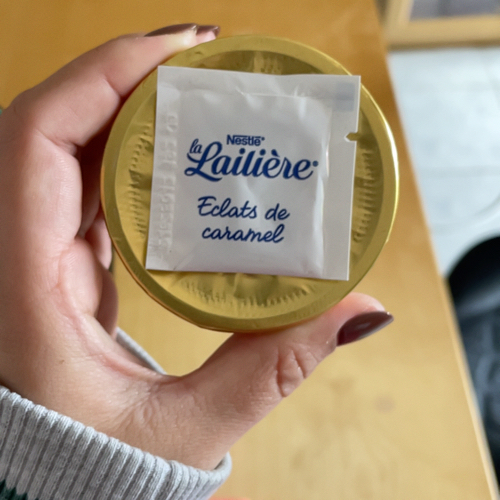 Nestlé
la
Laitière
Eclats de
caramel